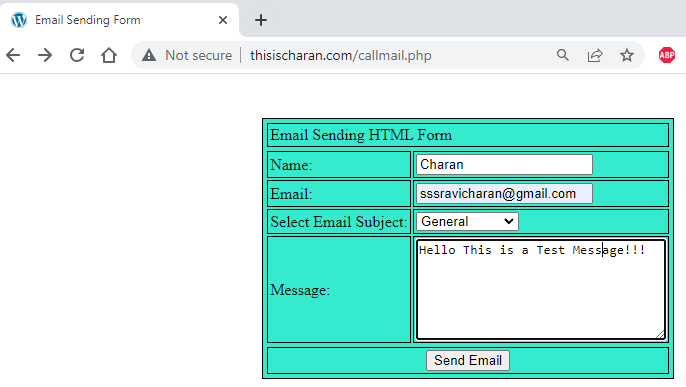 Email Sending Form
Not secure thisischaran.com/callmail.php
ABP
Email Sending HTML Form
Name: Charan
Email: sssravicharan@gmail.com
Select Email Subject: General
Message: Hello This is a Test Message!!!
Send Email